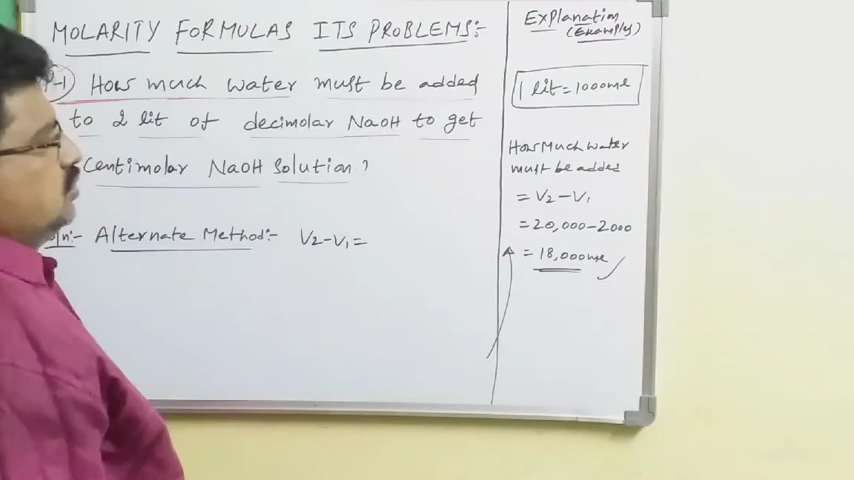 MOLARITY FORMULAS ITS PROBLEMS:-
P-1 How much water must be added
to 2 lit of decimolar NaOH to get
Centimolar NaOH Solution?
Alternate Method:- V2-V1=
Explanation
(Examples)
1 lit=1000ml
How Much water
must be added
= V2-V1
= 20,000-2000
= 18,000ml ✓